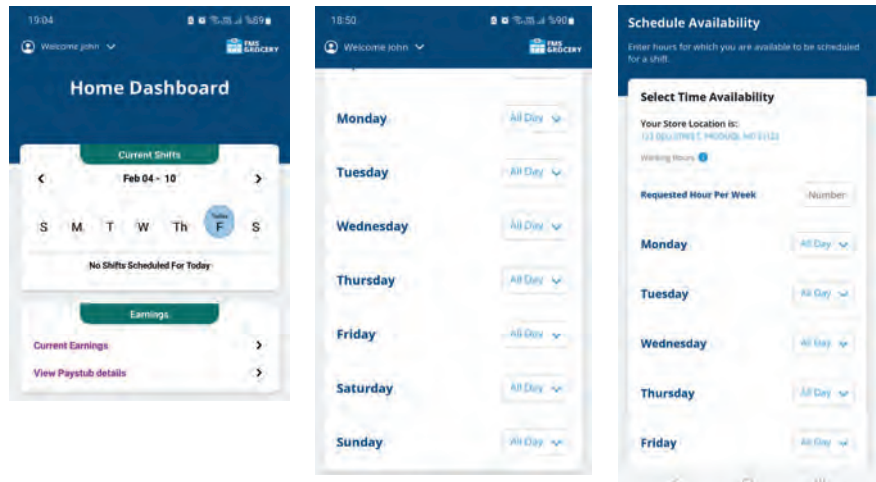 19:04
%89
Welcome john
FMS
GROCERY
Home Dashboard
Current Shifts
Feb 04 - 10
Today
S M T W Th F S
No Shifts Scheduled For Today
Earnings
Current Earnings
View Paystub details
18:50
%90
Welcome john
FMS
GROCERY
Monday All Day
Tuesday All Day
Wednesday All Day
Thursday All Day
Friday All Day
Saturday All Day
Sunday All Day
Schedule Availability
Enter hours for which you are available to be scheduled
for a shift.
Select Time Availability
Your Store Location is:
Working Hours
Requested Hour Per Week Number
Monday All Day
Tuesday All Day
Wednesday All Day
Thursday All Day
Friday All Day